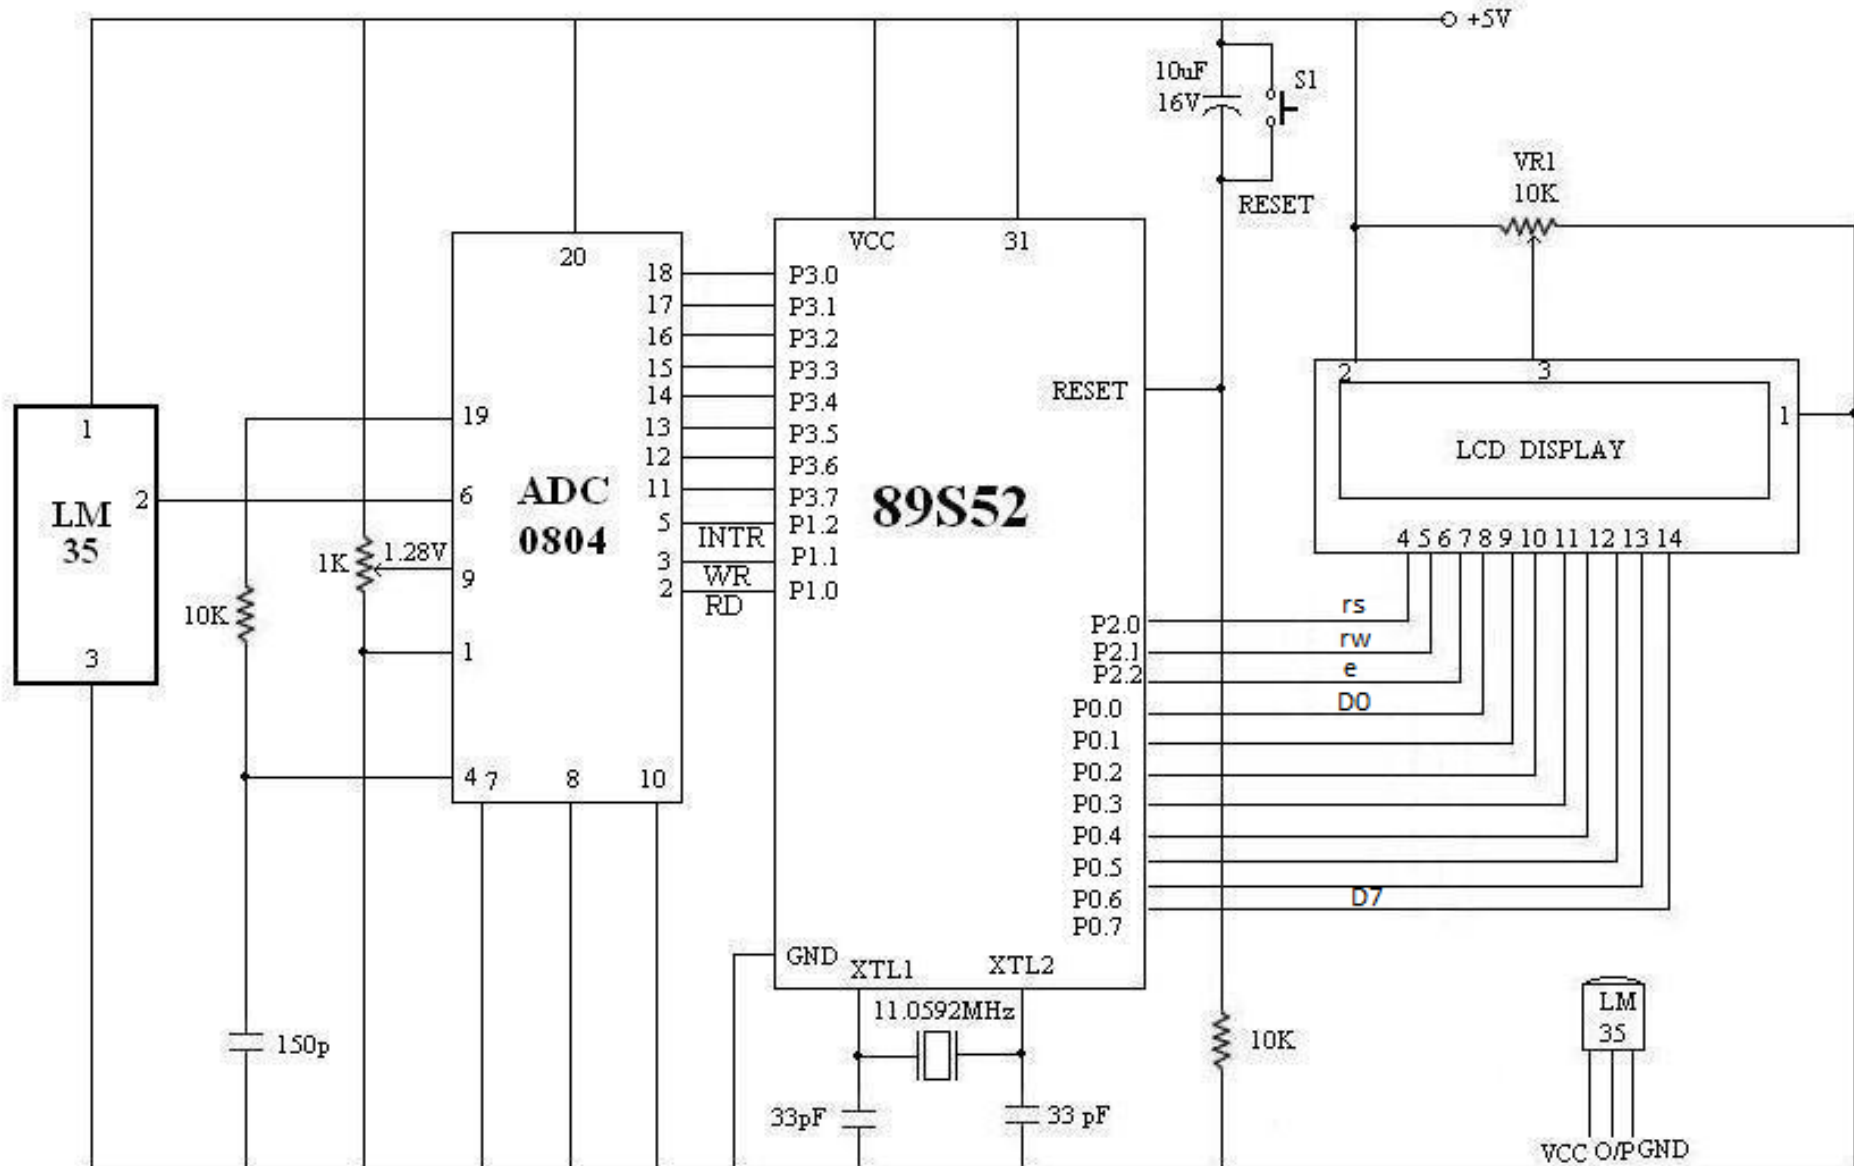 +5V
10uF
16V
S1
RESET
VR1
10K
LM
35
1
2
3
10K
150p
1K
1.28V
ADC
0804
20
19
6
9
1
4
7
8
10
18
17
16
15
14
13
12
11
5
3
2
INTR
WR
RD
89S52
VCC
31
P3.0
P3.1
P3.2
P3.3
P3.4
P3.5
P3.6
P3.7
P1.2
P1.1
P1.0
GND
XTL1
XTL2
RESET
P2.0
P2.1
P2.2
P0.0
P0.1
P0.2
P0.3
P0.4
P0.5
P0.6
P0.7
11.0592MHz
33pF
33 pF
10K
2
3
1
LCD DISPLAY
4 5 6 7 8 9 10 11 12 13 14
rs
rw
e
D0
D7
LM
35
VCC O/P GND